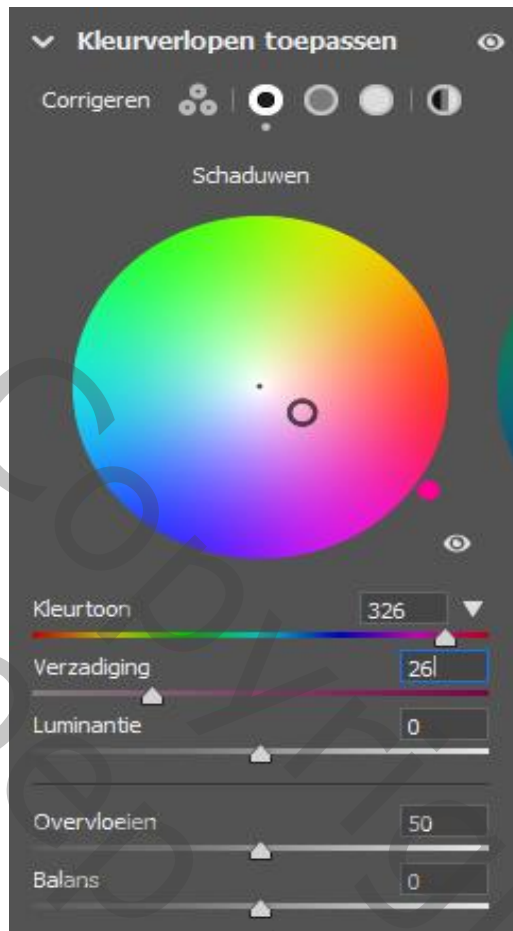 Kleurverlopen toepassen
Corrigeren
Schaduwen
Kleurtoon 326
Verzadiging 26
Luminantie 0
Overvloeien 50
Balans 0